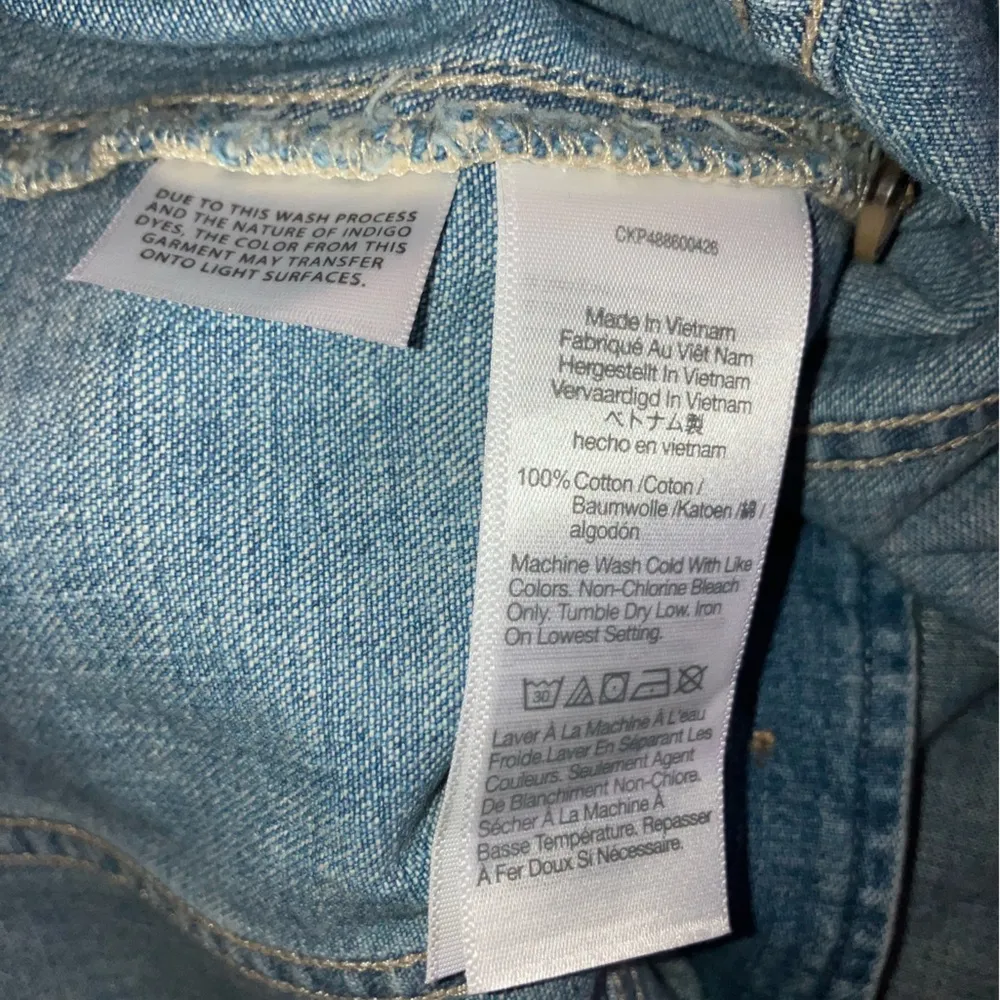 DUE TO THIS WASH PROCESS
AND THE NATURE OF INDIGO
DYES, THE COLOR FROM THIS
GARMENT MAY TRANSFER
ONTO LIGHT SURFACES.
CKP488600426
Made In Vietnam
Fabriqué Au Viêt Nam
Hergestellt In Vietnam
Vervaardigd In Vietnam
ベトナム製
hecho en vietnam
100% Cotton /Coton /
Baumwolle /Katoen /綿 /
algodón
Machine Wash Cold With Like
Colors. Non-Chlorine Bleach
Only. Tumble Dry Low. Iron
On Lowest Setting.
30
Laver À La Machine À L'eau
Froide.Laver En Séparant Les
Couleurs. Seulement Agent
De Blanchiment Non-Chlore.
Sécher À La Machine À
Basse Température. Repasser
À Fer Doux Si Nécessaire.